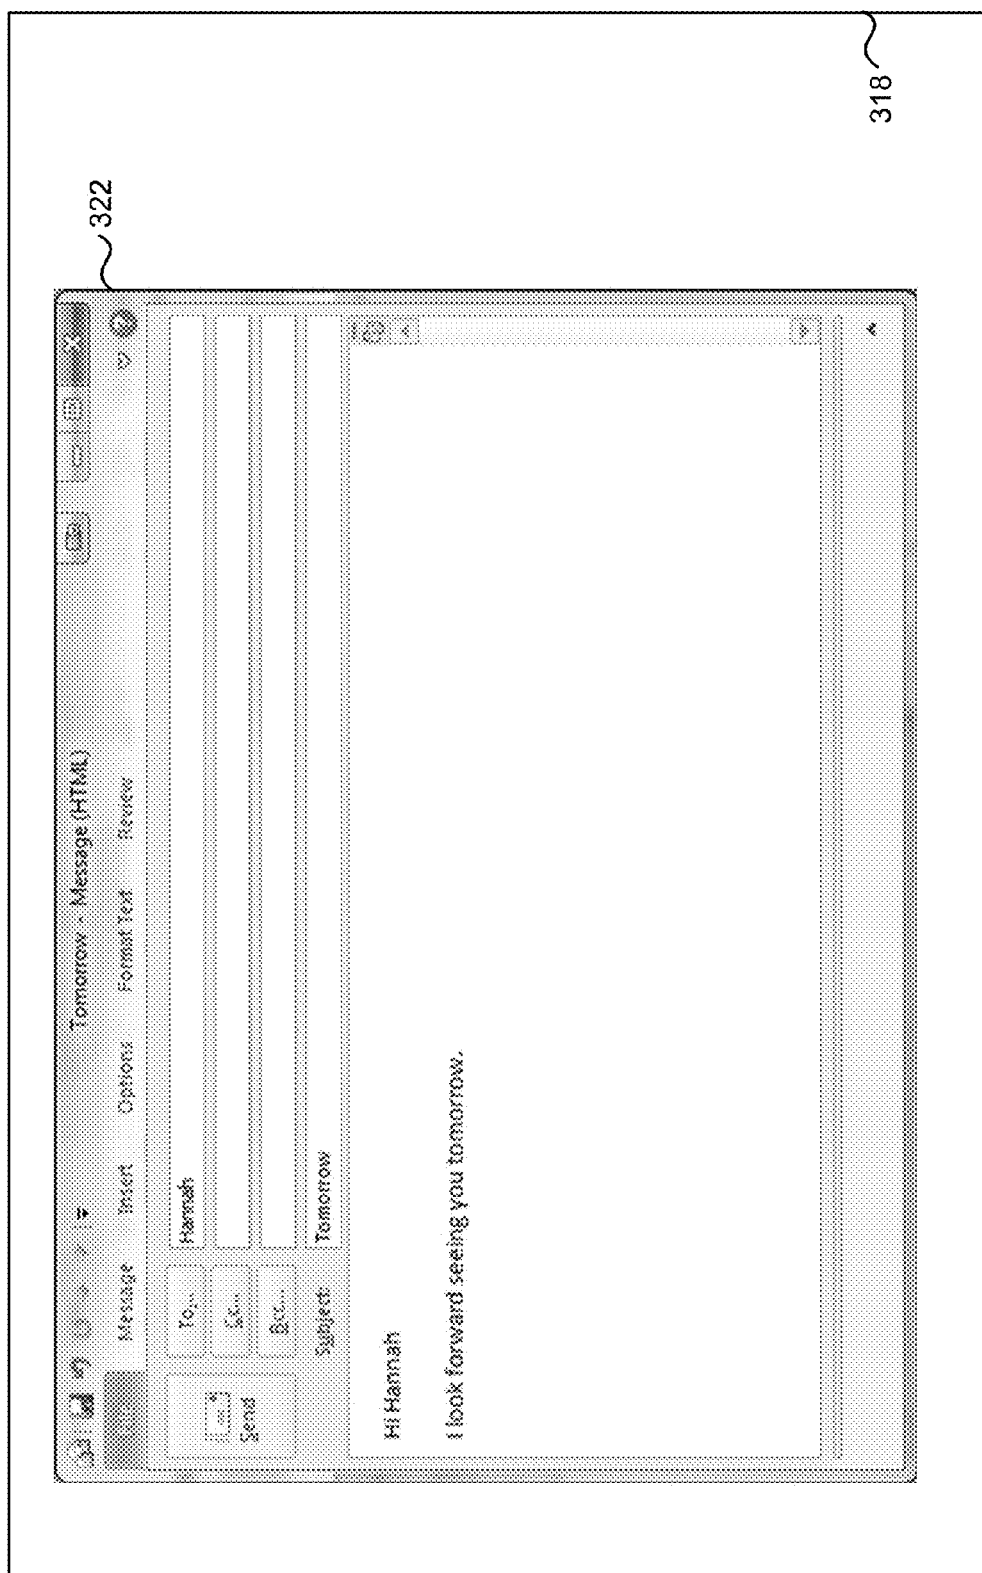 Tomorrow - Message (HTML)
Message Insert Options Format Text Review
Send
To... Hannah
Cc...
Bcc...
Subject: Tomorrow
Hi Hannah
I look forward seeing you tomorrow.
322
318